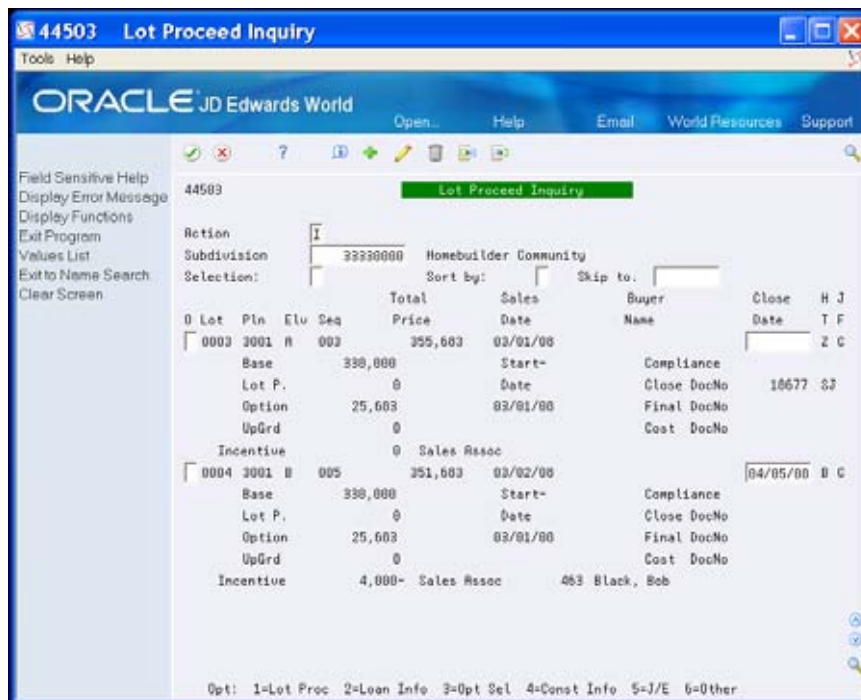 44503 Lot Proceed Inquiry
Tools Help
ORACLE JD Edwards World
Open... Help Email World Resources Support
Field Sensitive Help
Display Error Message
Display Functions
Exit Program
Values List
Exit to Name Search
Clear Screen
44503 Lot Proceed Inquiry
Action I
Subdivision 33330000 Homebuilder Community
Selection: Sort by: Skip to.
Total Sales Buyer Close H J
O Lot Pln Elv Seq Price Date Name Date T F
0003 3001 A 003 355,603 03/01/08 Z C
Base 330,000 Start- Compliance
Lot P. 0 Date Close DocNo 10677 SJ
Option 25,603 03/01/08 Final DocNo
UpGrd 0 Cost DocNo
Incentive 0 Sales Assoc
0004 3001 B 005 351,603 03/02/08 04/05/08 B C
Base 330,000 Start- Compliance
Lot P. 0 Date Close DocNo
Option 25,603 03/01/08 Final DocNo
UpGrd 0 Cost DocNo
Incentive 4,000- Sales Assoc 463 Black, Bob
Opt: 1=Lot Proc 2=Loan Info 3=Opt Sel 4=Const Info 5=J/E 6=Other